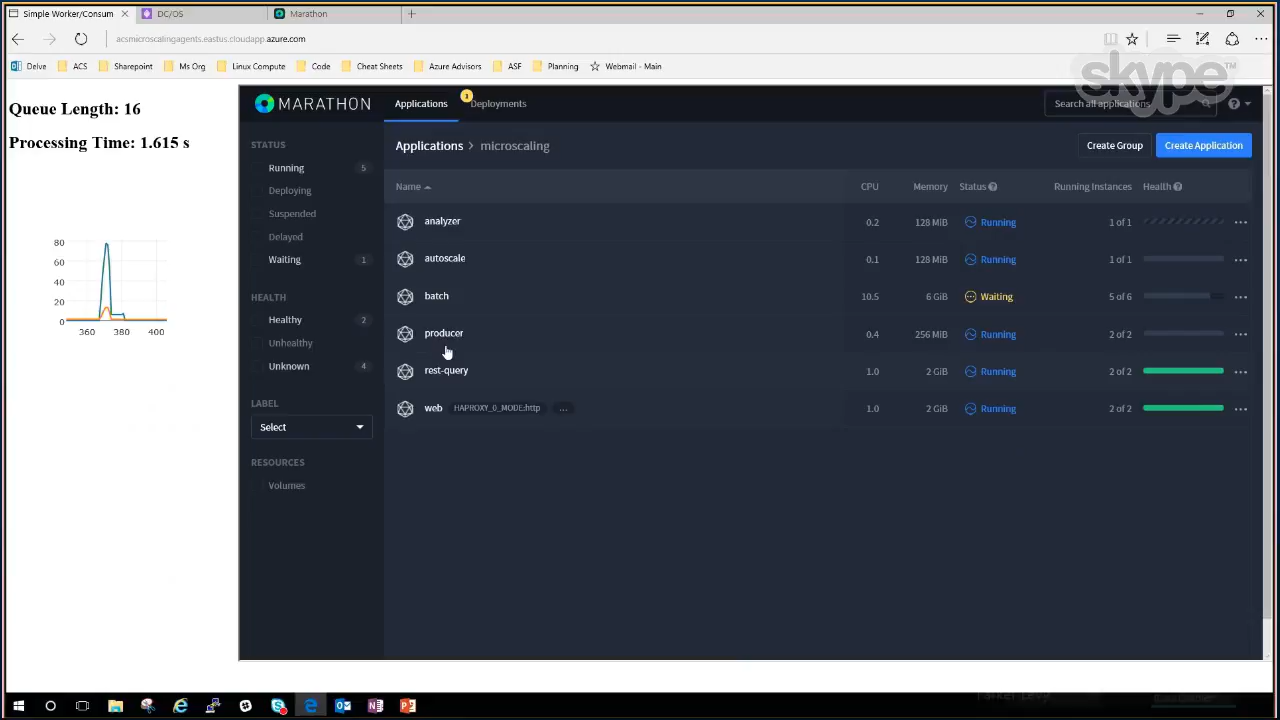 Simple Worker/Consum
DC/OS
Marathon
acsmicroscalingagents.eastus.cloudapp.azure.com
Delve ACS Sharepoint Ms Org Linux Compute Code Cheat Sheets Azure Advisors ASF Planning Webmail - Main
skype™
Queue Length: 16
Processing Time: 1.615 s
80
60
40
20
0
360 380 400
MARATHON Applications 1 Deployments Search all applications
STATUS
Running 5
Deploying
Suspended
Delayed
Waiting 1
HEALTH
Healthy 2
Unhealthy
Unknown 4
LABEL
Select
RESOURCES
Volumes
Applications > microscaling Create Group Create Application
Name CPU Memory Status Running Instances Health
analyzer 0.2 128 MiB Running 1 of 1
autoscale 0.1 128 MiB Running 1 of 1
batch 10.5 6 GiB Waiting 5 of 6
producer 0.4 256 MiB Running 2 of 2
rest-query 1.0 2 GiB Running 2 of 2
web HAPROXY_0_MODE:http ... 1.0 2 GiB Running 2 of 2